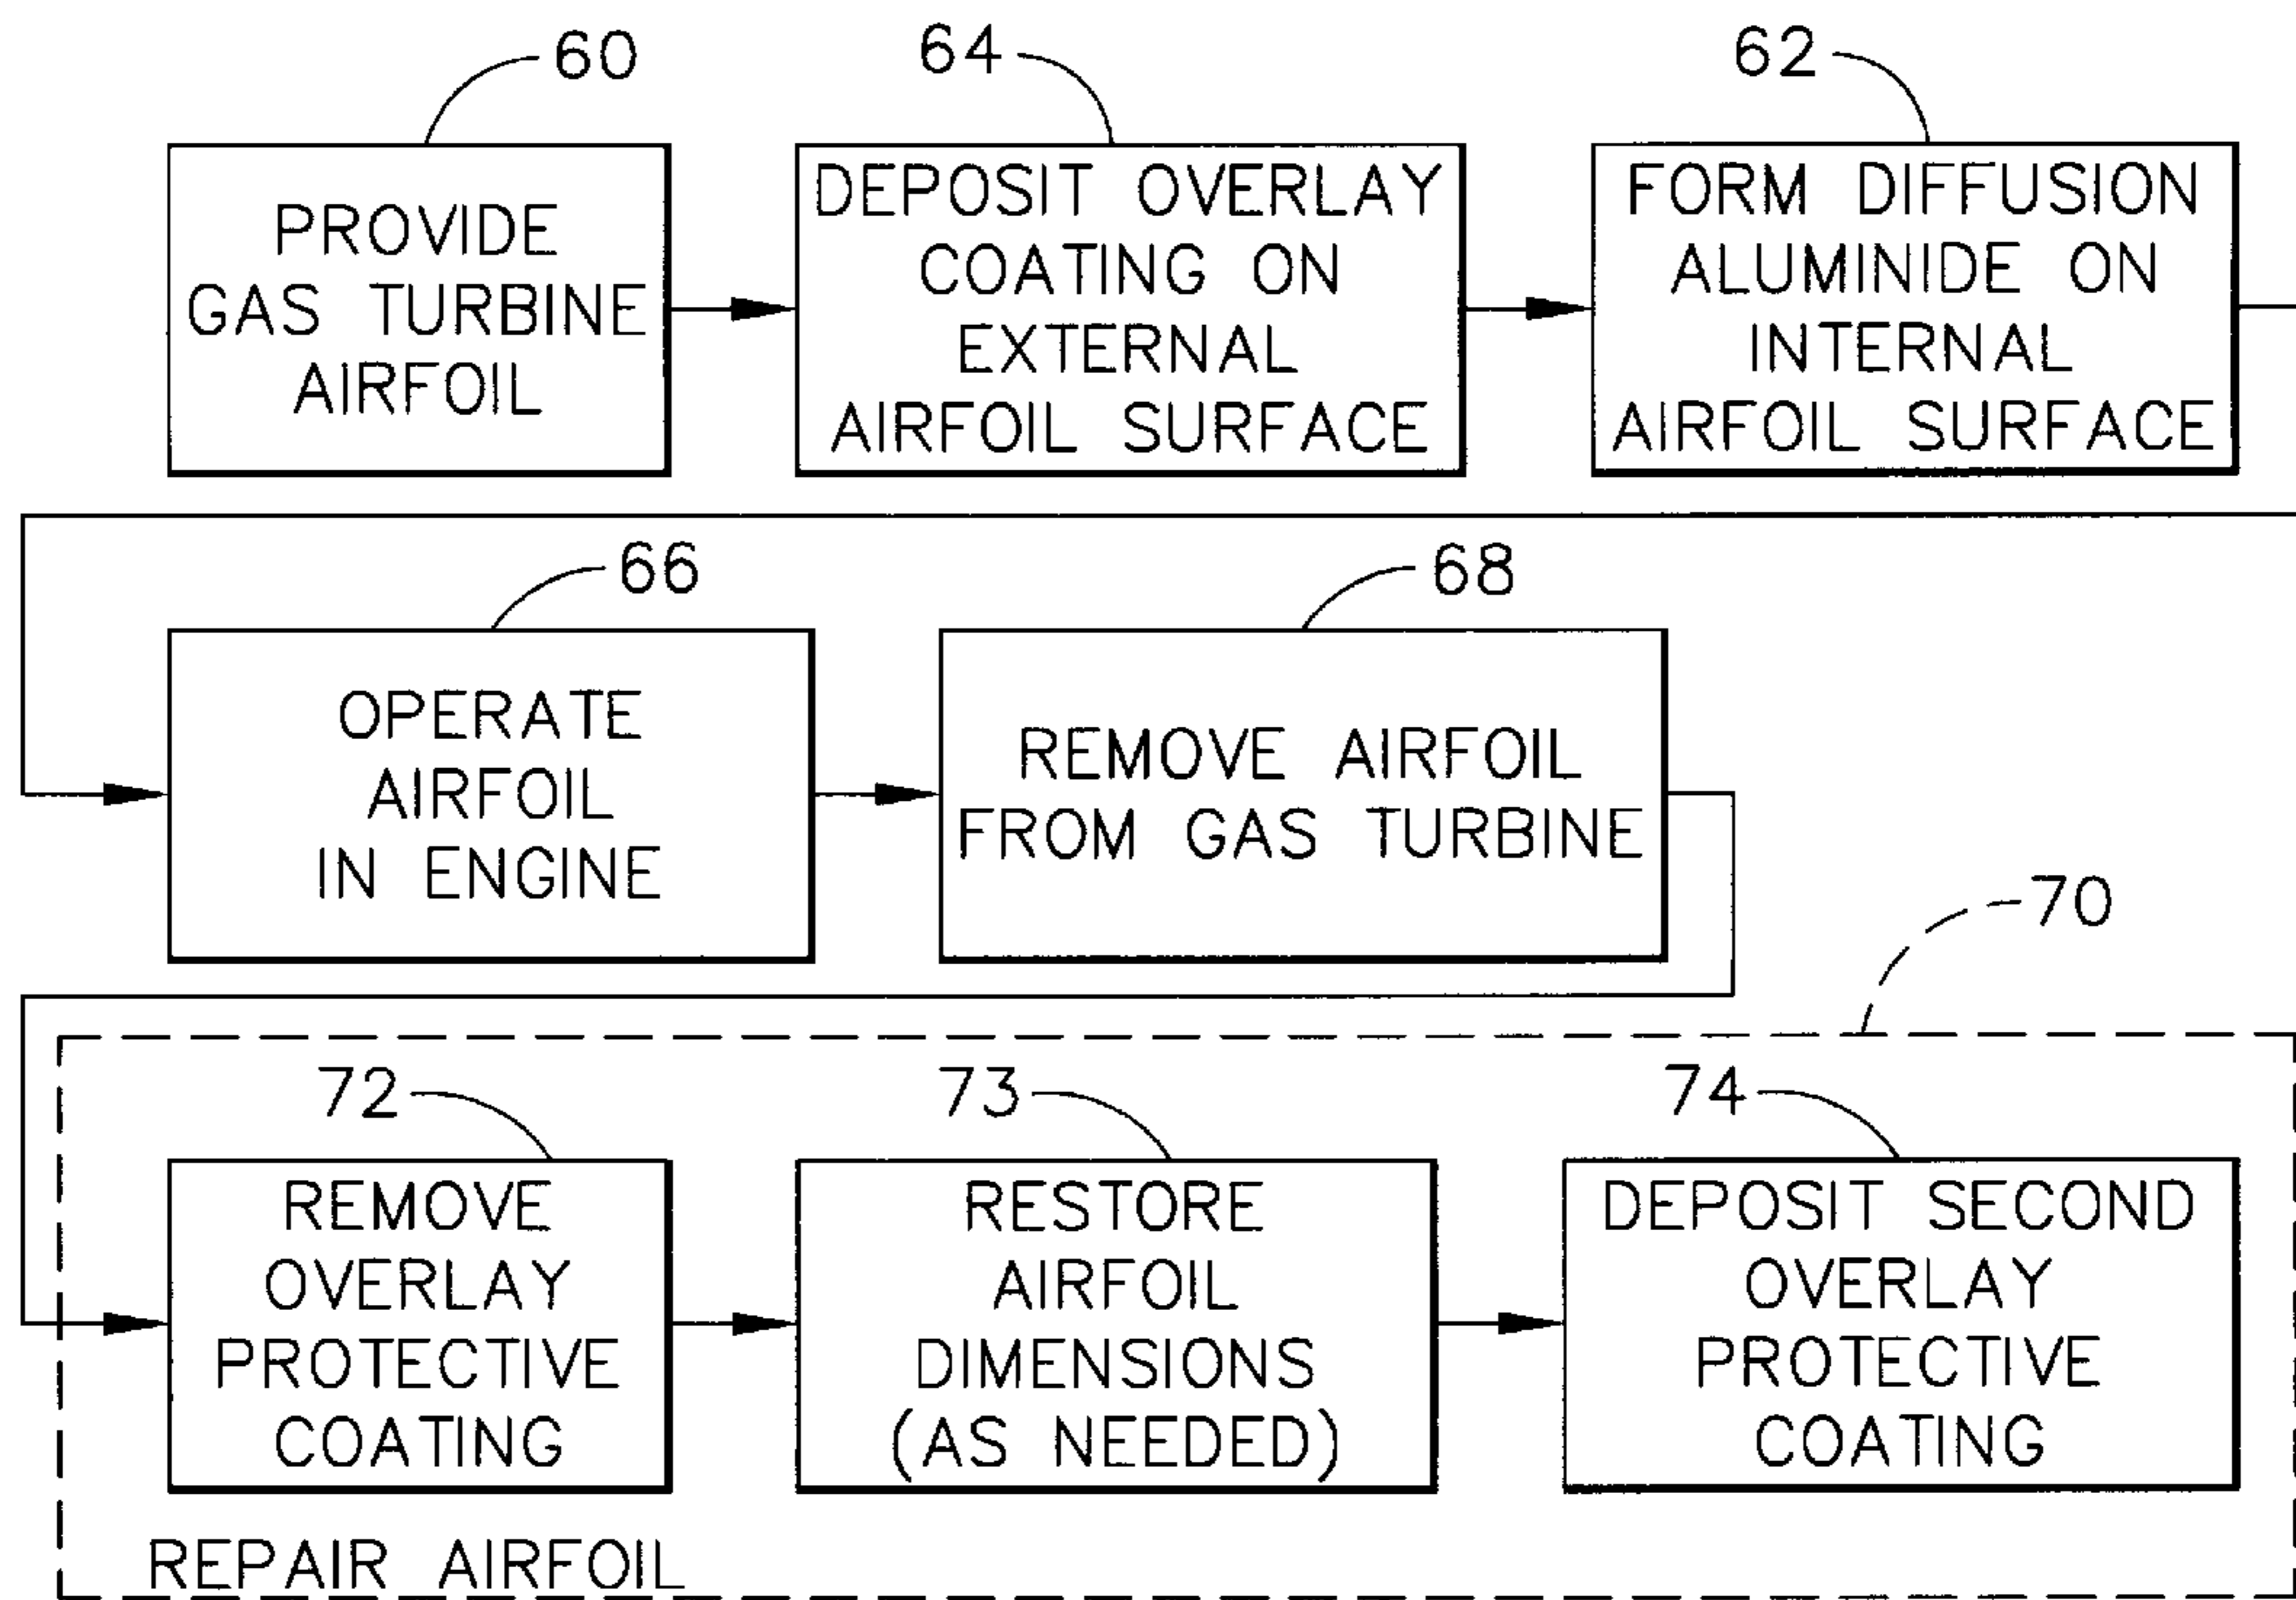 60
64
62
PROVIDE
GAS TURBINE
AIRFOIL
DEPOSIT OVERLAY
COATING ON
EXTERNAL
AIRFOIL SURFACE
FORM DIFFUSION
ALUMINIDE ON
INTERNAL
AIRFOIL SURFACE
66
68
OPERATE
AIRFOIL
IN ENGINE
REMOVE AIRFOIL
FROM GAS TURBINE
70
72
73
74
REMOVE
OVERLAY
PROTECTIVE
COATING
RESTORE
AIRFOIL
DIMENSIONS
(AS NEEDED)
DEPOSIT SECOND
OVERLAY
PROTECTIVE
COATING
REPAIR AIRFOIL